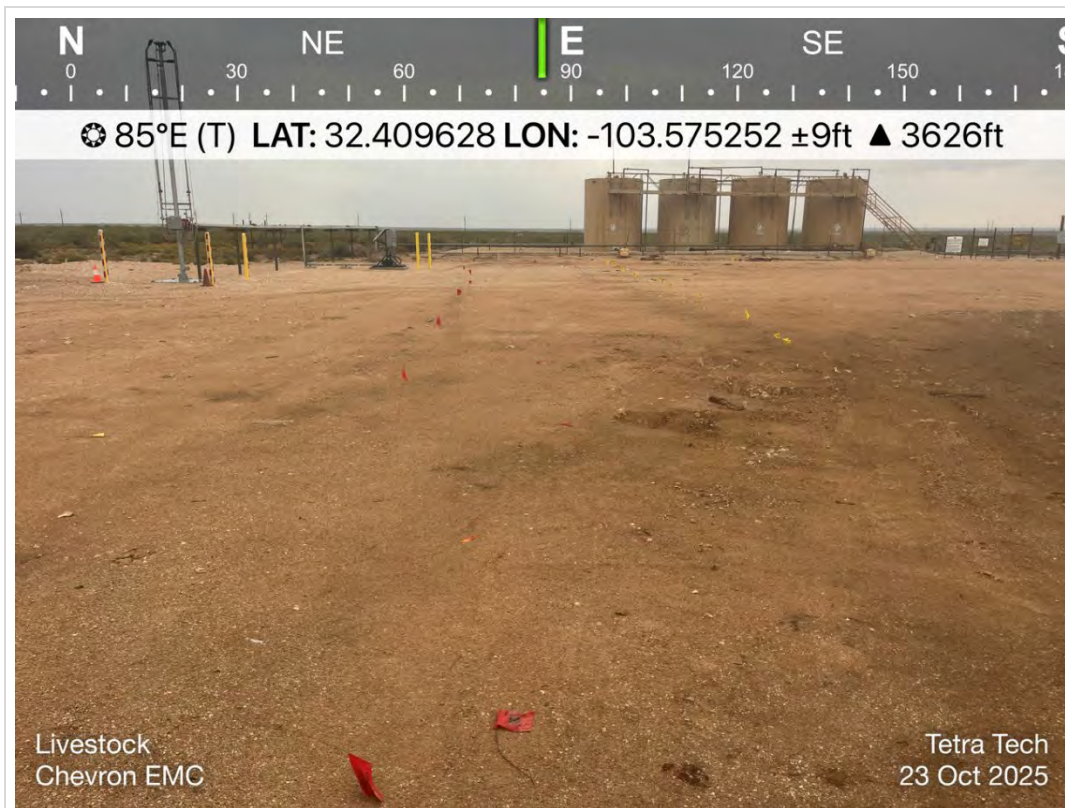 N NE E SE S
0 30 60 90 120 150
85°E (T) LAT: 32.409628 LON: -103.575252 ±9ft ▲ 3626ft
Livestock
Chevron EMC
Tetra Tech
23 Oct 2025